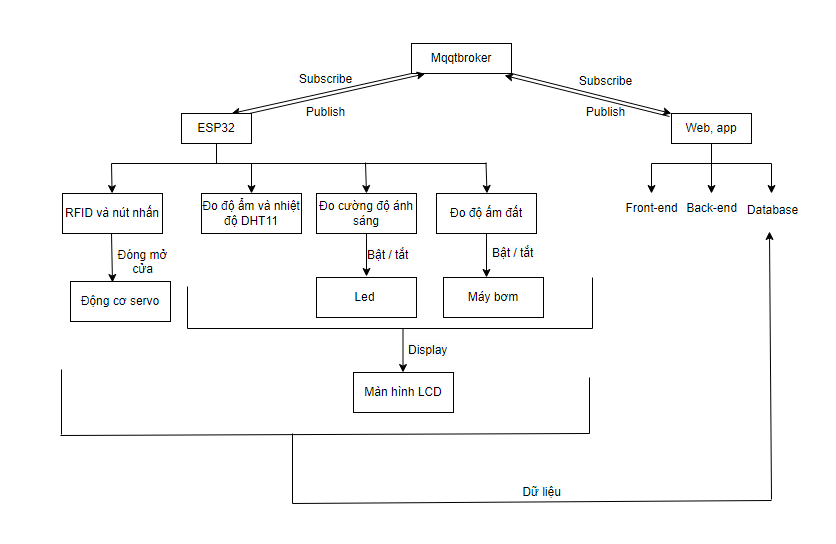 Mqqtbroker
Subscribe
Subscribe
Publish
Publish
ESP32
Web, app
RFID và nút nhấn
Đo độ ẩm và nhiệt
độ DHT11
Đo cường độ ánh
sáng
Đo độ ẩm đất
Front-end
Back-end
Database
Đóng mở
cửa
Bật / tắt
Bật / tắt
Động cơ servo
Led
Máy bơm
Display
Màn hình LCD
Dữ liệu